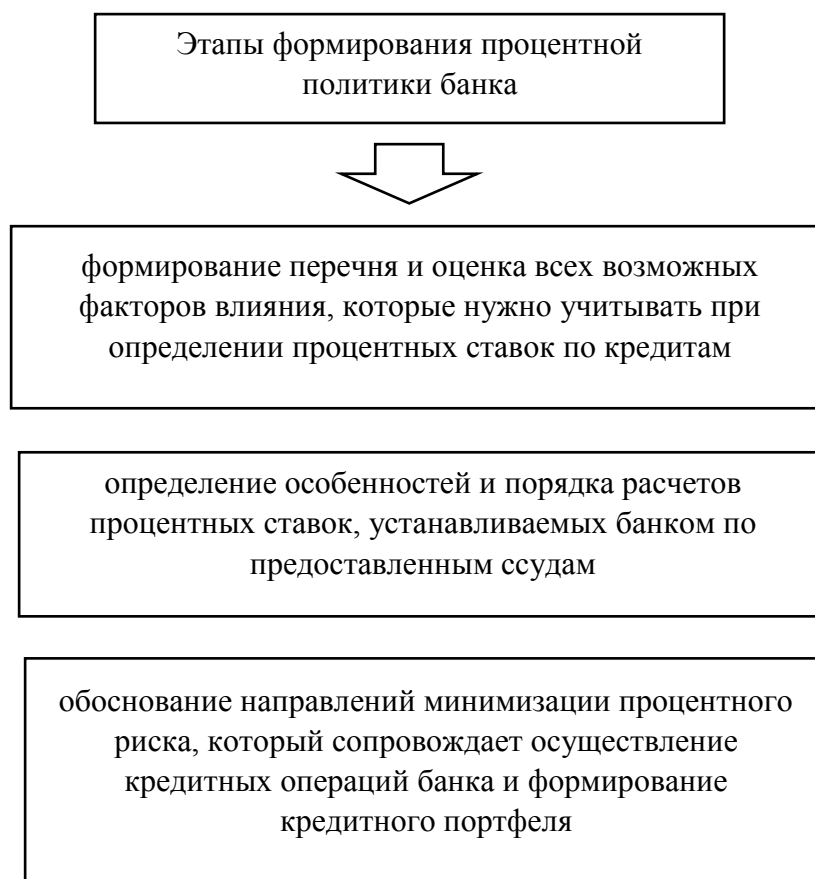 Этапы формирования процентной
политики банка
формирование перечня и оценка всех возможных
факторов влияния, которые нужно учитывать при
определении процентных ставок по кредитам
определение особенностей и порядка расчетов
процентных ставок, устанавливаемых банком по
предоставленным ссудам
обоснование направлений минимизации процентного
риска, который сопровождает осуществление
кредитных операций банка и формирование
кредитного портфеля